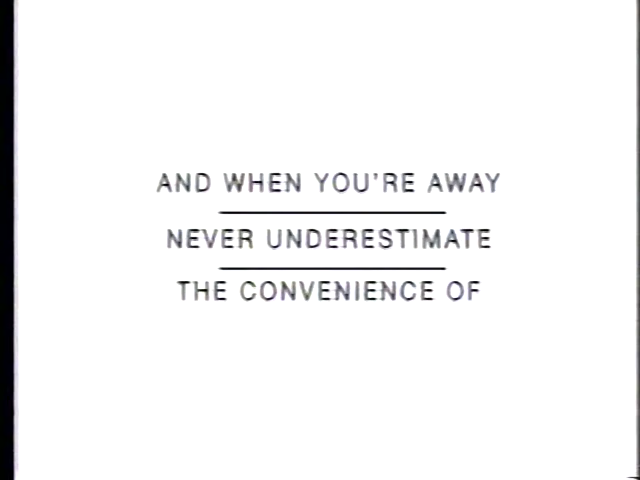 AND WHEN YOU'RE AWAY
NEVER UNDERESTIMATE
THE CONVENIENCE OF